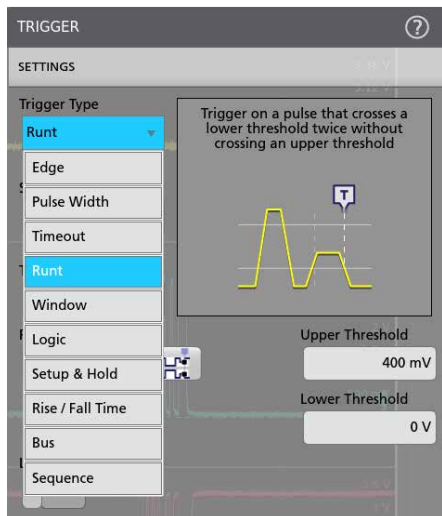 TRIGGER
?
SETTINGS
Trigger Type
Runt
Edge
Pulse Width
Timeout
Runt
Window
Logic
Setup & Hold
Rise / Fall Time
Bus
Sequence
Trigger on a pulse that crosses a
lower threshold twice without
crossing an upper threshold
T
Upper Threshold
400 mV
Lower Threshold
0 V